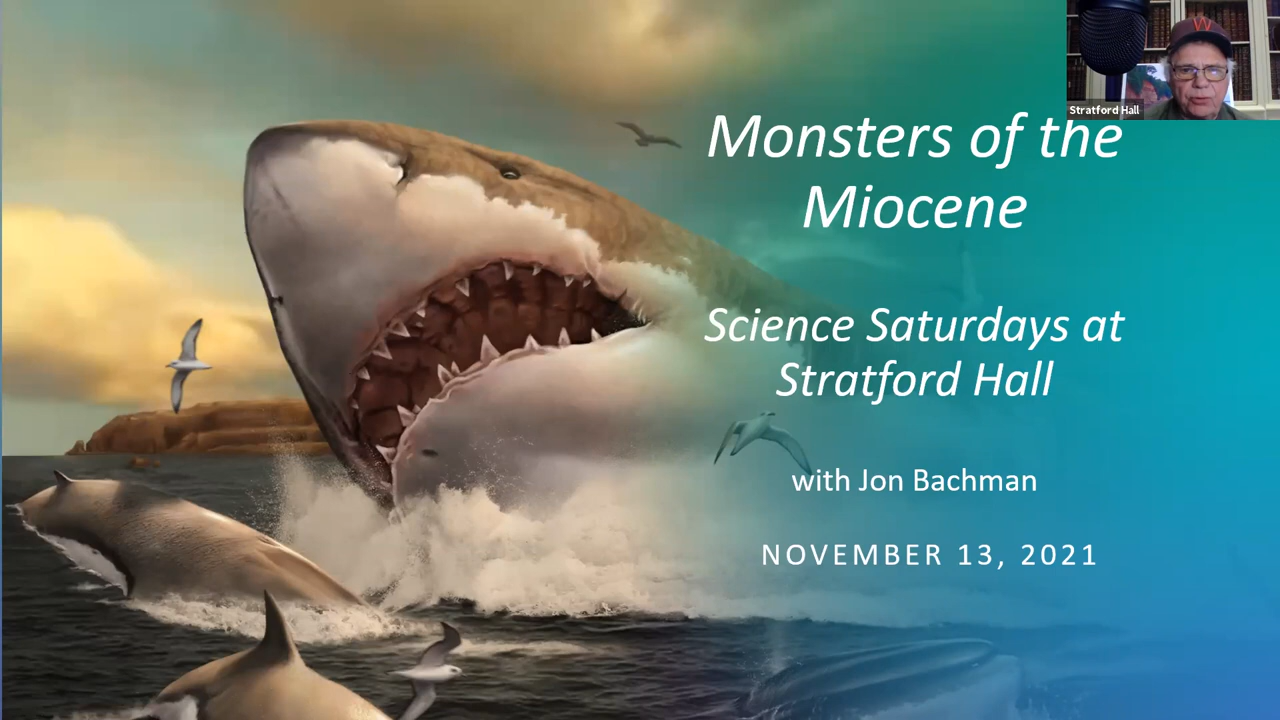 W
Stratford Hall
Monsters of the
Miocene
Science Saturdays at
Stratford Hall
with Jon Bachman
NOVEMBER 13, 2021